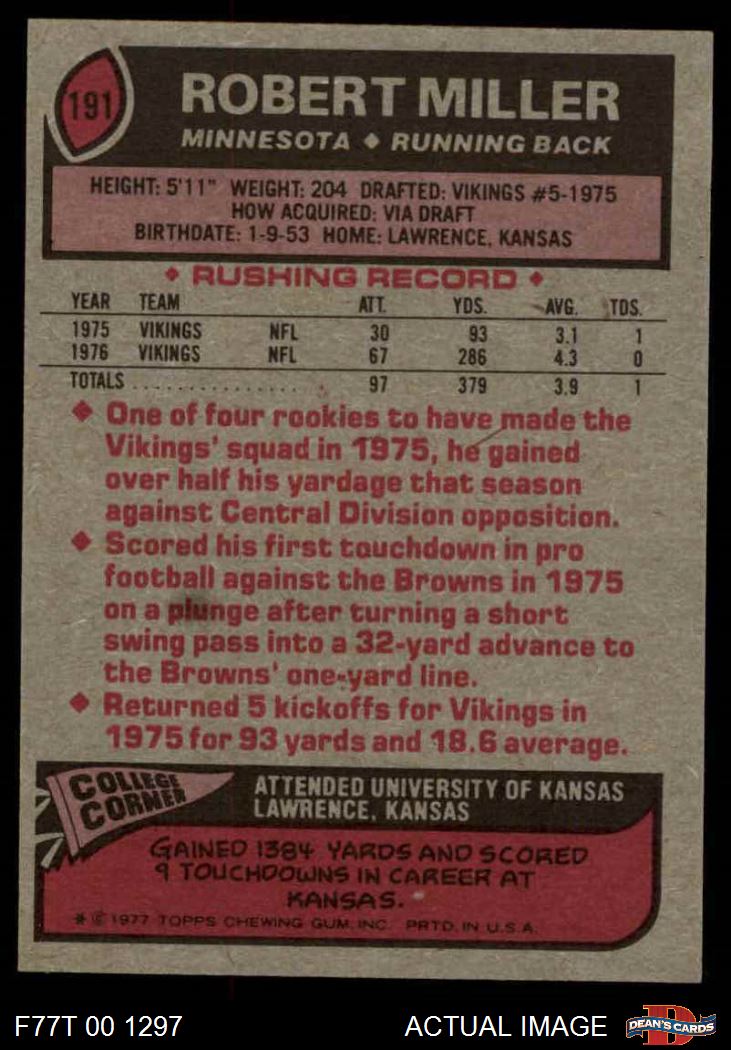 191
ROBERT MILLER
MINNESOTA ♦ RUNNING BACK
HEIGHT: 5'11" WEIGHT: 204 DRAFTED: VIKINGS #5-1975
HOW ACQUIRED: VIA DRAFT
BIRTHDATE: 1-9-53 HOME: LAWRENCE, KANSAS
♦ RUSHING RECORD ♦
YEAR TEAM ATT. YDS. AVG. TDS.
1975 VIKINGS NFL 30 93 3.1 1
1976 VIKINGS NFL 67 286 4.3 0
TOTALS ................ 97 379 3.9 1
♦ One of four rookies to have made the
Vikings' squad in 1975, he gained
over half his yardage that season
against Central Division opposition.
♦ Scored his first touchdown in pro
football against the Browns in 1975
on a plunge after turning a short
swing pass into a 32-yard advance to
the Browns' one-yard line.
♦ Returned 5 kickoffs for Vikings in
1975 for 93 yards and 18.6 average.
COLLEGE
CORNER
ATTENDED UNIVERSITY OF KANSAS
LAWRENCE, KANSAS
GAINED 1384 YARDS AND SCORED
9 TOUCHDOWNS IN CAREER AT
KANSAS.
* © 1977 TOPPS CHEWING GUM, INC. PRTD. IN U.S.A.
F77T 00 1297 ACTUAL IMAGE DEAN'S CARDS